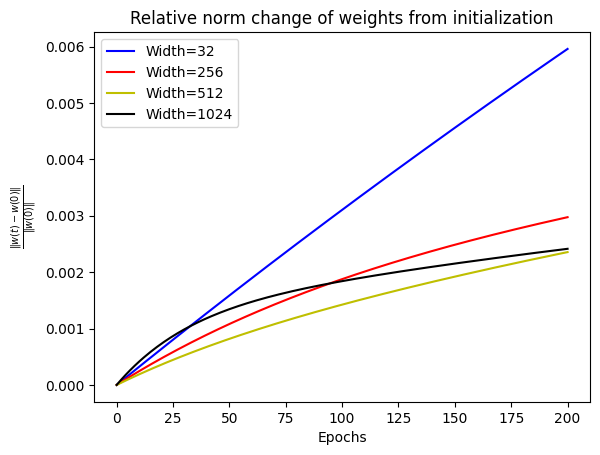 Relative norm change of weights from initialization
Width=32
Width=256
Width=512
Width=1024
0.006
0.005
0.004
0.003
0.002
0.001
0.000
||w(t) − w(0)||
||w(0)||
0 25 50 75 100 125 150 175 200
Epochs